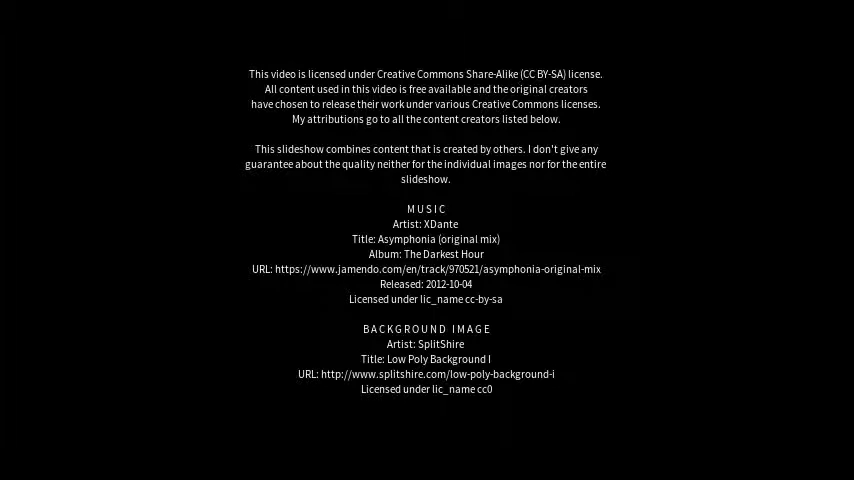 This video is licensed under Creative Commons Share-Alike (CC BY-SA) license.
All content used in this video is free available and the original creators
have chosen to release their work under various Creative Commons licenses.
My attributions go to all the content creators listed below.
This slideshow combines content that is created by others. I don't give any
guarantee about the quality neither for the individual images nor for the entire
slideshow.
MUSIC
Artist: XDante
Title: Asymphonia (original mix)
Album: The Darkest Hour
URL: https://www.jamendo.com/en/track/970521/asymphonia-original-mix
Released: 2012-10-04
Licensed under lic_name cc-by-sa
BACKGROUND IMAGE
Artist: SplitShire
Title: Low Poly Background I
URL: http://www.splitshire.com/low-poly-background-i
Licensed under lic_name cc0